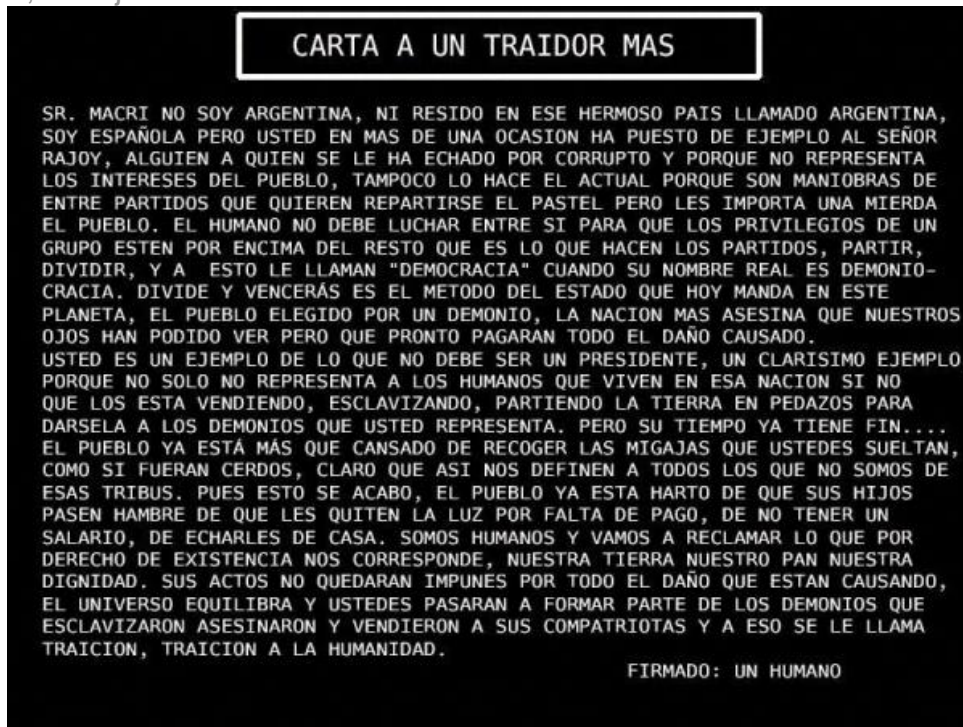 CARTA A UN TRAIDOR MAS
SR. MACRI NO SOY ARGENTINA, NI RESIDO EN ESE HERMOSO PAIS LLAMADO ARGENTINA,
SOY ESPAÑOLA PERO USTED EN MAS DE UNA OCASION HA PUESTO DE EJEMPLO AL SEÑOR
RAJOY, ALGUIEN A QUIEN SE LE HA ECHADO POR CORRUPTO Y PORQUE NO REPRESENTA
LOS INTERESES DEL PUEBLO, TAMPOCO LO HACE EL ACTUAL PORQUE SON MANIOBRAS DE
ENTRE PARTIDOS QUE QUIEREN REPARTIRSE EL PASTEL PERO LES IMPORTA UNA MIERDA
EL PUEBLO. EL HUMANO NO DEBE LUCHAR ENTRE SI PARA QUE LOS PRIVILEGIOS DE UN
GRUPO ESTEN POR ENCIMA DEL RESTO QUE ES LO QUE HACEN LOS PARTIDOS, PARTIR,
DIVIDIR, Y A  ESTO LE LLAMAN "DEMOCRACIA" CUANDO SU NOMBRE REAL ES DEMONIO-
CRACIA. DIVIDE Y VENCERÁS ES EL METODO DEL ESTADO QUE HOY MANDA EN ESTE
PLANETA, EL PUEBLO ELEGIDO POR UN DEMONIO, LA NACION MAS ASESINA QUE NUESTROS
OJOS HAN PODIDO VER PERO QUE PRONTO PAGARAN TODO EL DAÑO CAUSADO.
USTED ES UN EJEMPLO DE LO QUE NO DEBE SER UN PRESIDENTE, UN CLARISIMO EJEMPLO
PORQUE NO SOLO NO REPRESENTA A LOS HUMANOS QUE VIVEN EN ESA NACION SI NO
QUE LOS ESTA VENDIENDO, ESCLAVIZANDO, PARTIENDO LA TIERRA EN PEDAZOS PARA
DARSELA A LOS DEMONIOS QUE USTED REPRESENTA. PERO SU TIEMPO YA TIENE FIN....
EL PUEBLO YA ESTÁ MÁS QUE CANSADO DE RECOGER LAS MIGAJAS QUE USTEDES SUELTAN,
COMO SI FUERAN CERDOS, CLARO QUE ASI NOS DEFINEN A TODOS LOS QUE NO SOMOS DE
ESAS TRIBUS. PUES ESTO SE ACABO, EL PUEBLO YA ESTA HARTO DE QUE SUS HIJOS
PASEN HAMBRE DE QUE LES QUITEN LA LUZ POR FALTA DE PAGO, DE NO TENER UN
SALARIO, DE ECHARLES DE CASA. SOMOS HUMANOS Y VAMOS A RECLAMAR LO QUE POR
DERECHO DE EXISTENCIA NOS CORRESPONDE, NUESTRA TIERRA NUESTRO PAN NUESTRA
DIGNIDAD. SUS ACTOS NO QUEDARAN IMPUNES POR TODO EL DAÑO QUE ESTAN CAUSANDO,
EL UNIVERSO EQUILIBRA Y USTEDES PASARAN A FORMAR PARTE DE LOS DEMONIOS QUE
ESCLAVIZARON ASESINARON Y VENDIERON A SUS COMPATRIOTAS Y A ESO SE LE LLAMA
TRAICION, TRAICION A LA HUMANIDAD.
FIRMADO: UN HUMANO